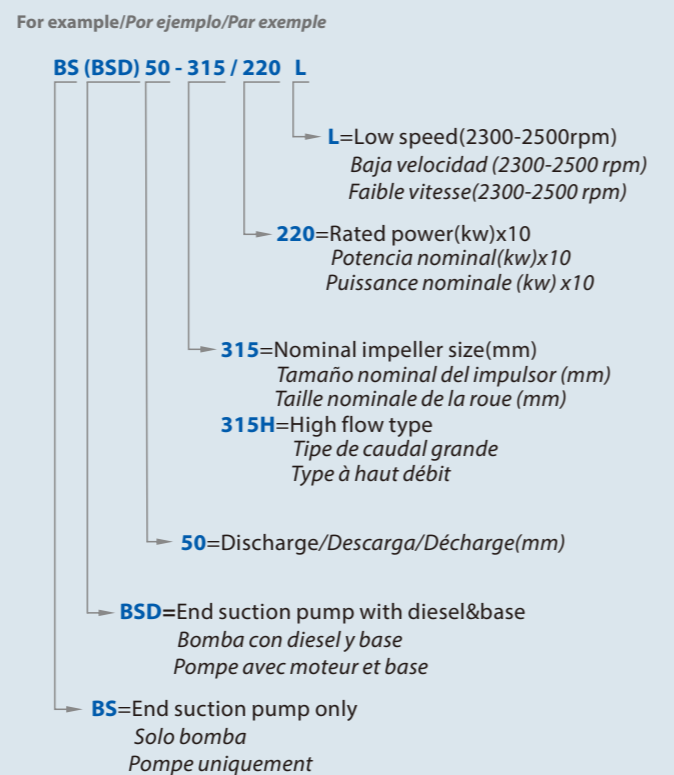 For example/Por ejemplo/Par exemple
BS (BSD) 50 - 315 / 220 L
L=Low speed(2300-2500rpm)
Baja velocidad (2300-2500 rpm)
Faible vitesse(2300-2500 rpm)
220=Rated power(kw)x10
Potencia nominal(kw)x10
Puissance nominale (kw) x10
315=Nominal impeller size(mm)
Tamaño nominal del impulsor (mm)
Taille nominale de la roue (mm)
315H=High flow type
Tipe de caudal grande
Type à haut débit
50=Discharge/Descarga/Décharge(mm)
BSD=End suction pump with diesel&base
Bomba con diesel y base
Pompe avec moteur et base
BS=End suction pump only
Solo bomba
Pompe uniquement